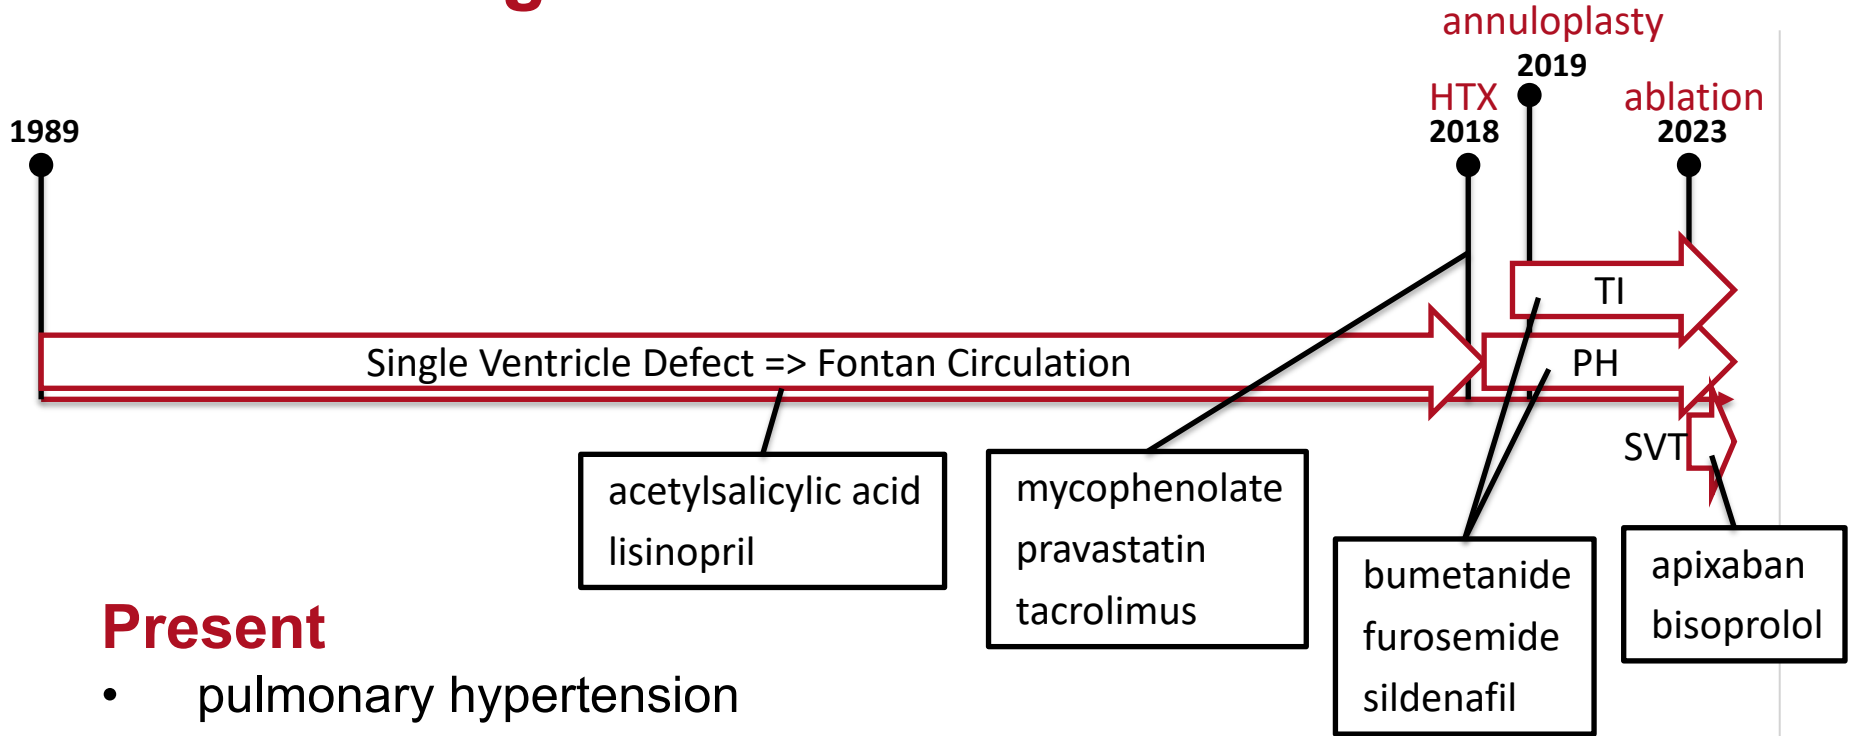 annuloplasty
2019
HTX
2018
ablation
2023
1989
TI
Single Ventricle Defect => Fontan Circulation
PH
SVT
acetylsalicylic acid
lisinopril
mycophenolate
pravastatin
tacrolimus
bumetanide
furosemide
sildenafil
apixaban
bisoprolol
Present
• pulmonary hypertension